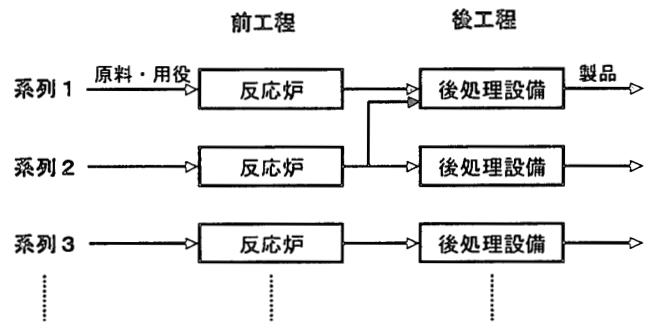 前工程 後工程
系列1 原料・用役 反応炉 後処理設備 製品
系列2 反応炉 後処理設備
系列3 反応炉 後処理設備